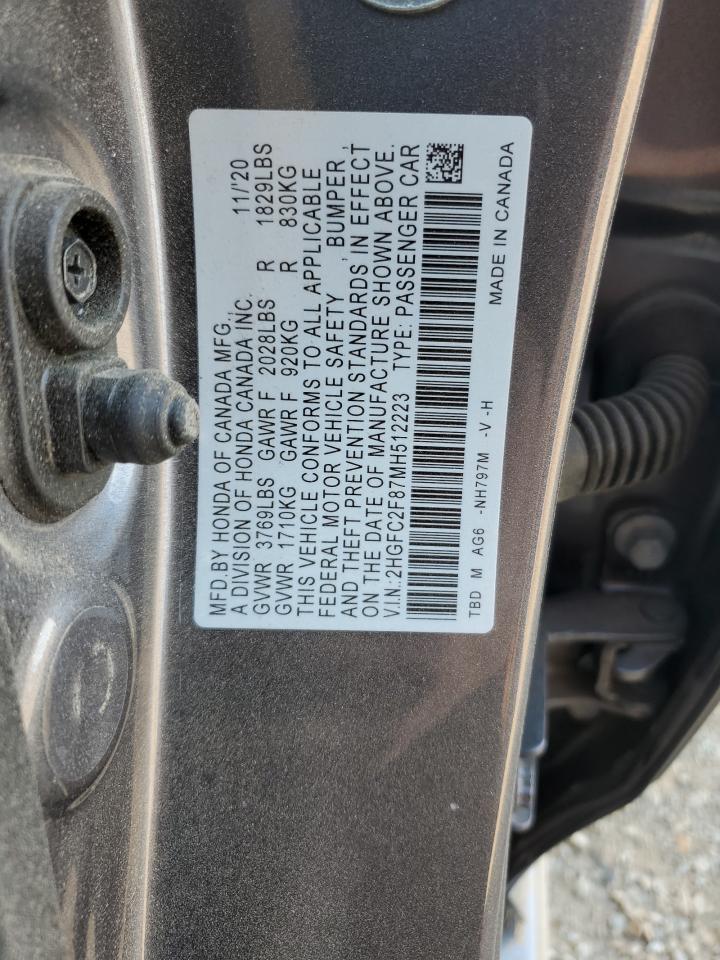 MFD.BY HONDA OF CANADA MFG., 11/'20
A DIVISION OF HONDA CANADA INC.
GVWR 3769LBS GAWR F 2028LBS R 1829LBS
GVWR 1710KG GAWR F 920KG R 830KG
THIS VEHICLE CONFORMS TO ALL APPLICABLE
FEDERAL MOTOR VEHICLE SAFETY , BUMPER ,
AND THEFT PREVENTION STANDARDS IN EFFECT
ON THE DATE OF MANUFACTURE SHOWN ABOVE.
V.I.N.: 2HGFC2F87MH512223 TYPE: PASSENGER CAR
TBD M AG6 -NH797M -V -H
MADE IN CANADA